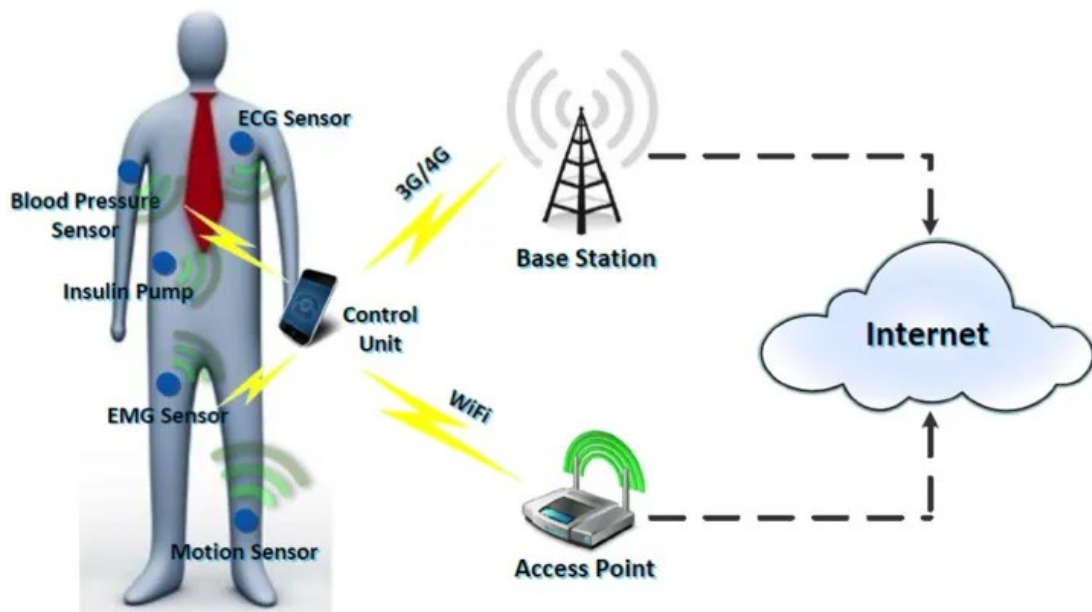 ECG Sensor
Blood Pressure
Sensor
Insulin Pump
EMG Sensor
Motion Sensor
Control
Unit
3G/4G
WiFi
Base Station
Access Point
Internet